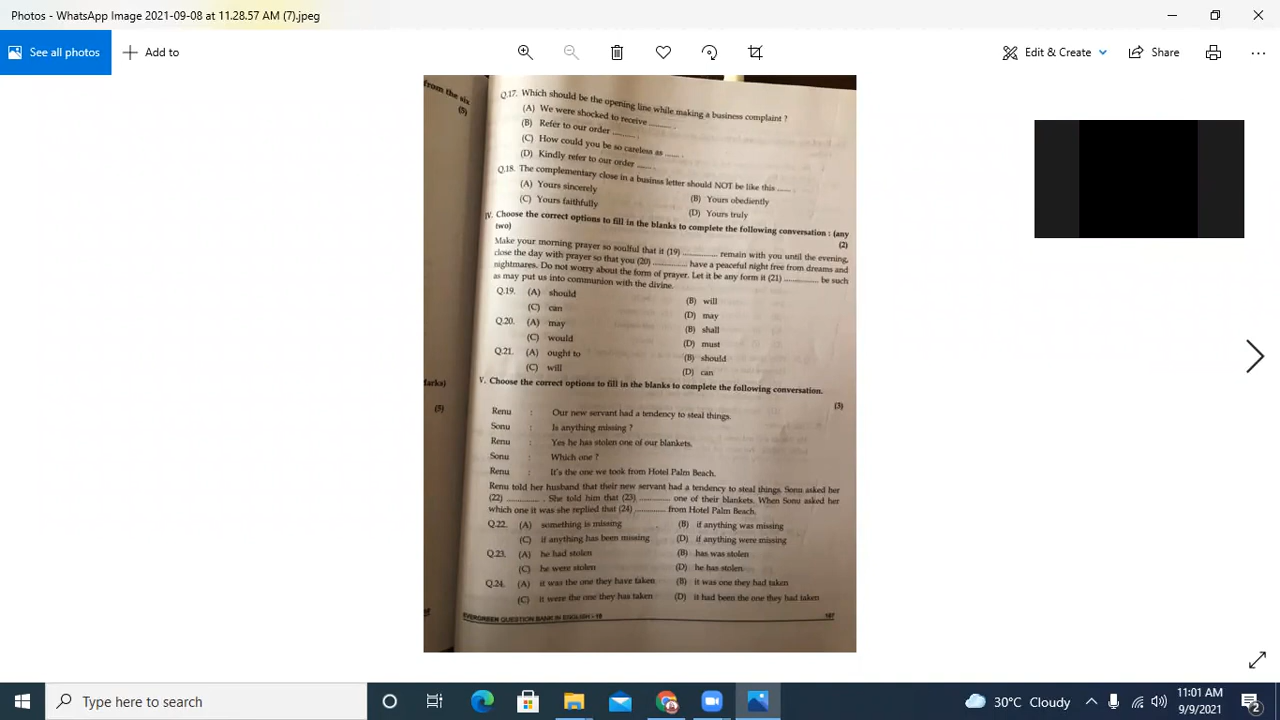 Photos - WhatsApp Image 2021-09-08 at 11.28.57 AM (7).jpeg
See all photos
Add to
Edit & Create
Share
from the six
(5)
Q.17. Which should be the opening line while making a business complaint ?
(A) We were shocked to receive ........ .
(B) Refer to our order ........ .
(C) How could you be so careless as ...... .
(D) Kindly refer to our order ...... .
Q.18. The complementary close in a businss letter should NOT be like this ...... .
(A) Yours sincerely (B) Yours obediently
(C) Yours faithfully (D) Yours truly
IV. Choose the correct options to fill in the blanks to complete the following conversation : (any
two) (2)
Make your morning prayer so soulful that it (19) .............. remain with you until the evening,
close the day with prayer so that you (20) .............. have a peaceful night free from dreams and
nightmares. Do not worry about the form of prayer. Let it be any form it (21) .............. be such
as may put us into communion with the divine.
Q.19. (A) should (B) will
(C) can (D) may
Q.20. (A) may (B) shall
(C) would (D) must
Q.21. (A) ought to (B) should
(C) will (D) can
V. Choose the correct options to fill in the blanks to complete the following conversation.
(3)
Renu : Our new servant had a tendency to steal things.
Sonu : Is anything missing ?
Renu : Yes he has stolen one of our blankets.
Sonu : Which one ?
Renu : It's the one we took from Hotel Palm Beach.
Renu told her husband that their new servant had a tendency to steal things. Sonu asked her
(22) .............. . She told him that (23) ............. one of their blankets. When Sonu asked her
which one it was she replied that (24) ............. from Hotel Palm Beach.
Q.22. (A) something is missing (B) if anything was missing
(C) if anything has been missing (D) if anything were missing
Q.23. (A) he had stolen (B) has was stolen
(C) he were stolen (D) he has stolen
Q.24. (A) it was the one they have taken (B) it was one they had taken
(C) it were the one they has taken (D) it had been the one they had taken
EVERGREEN QUESTION BANK IN ENGLISH - 10 187
(5)
Type here to search
30°C Cloudy
11:01 AM
9/9/2021
2